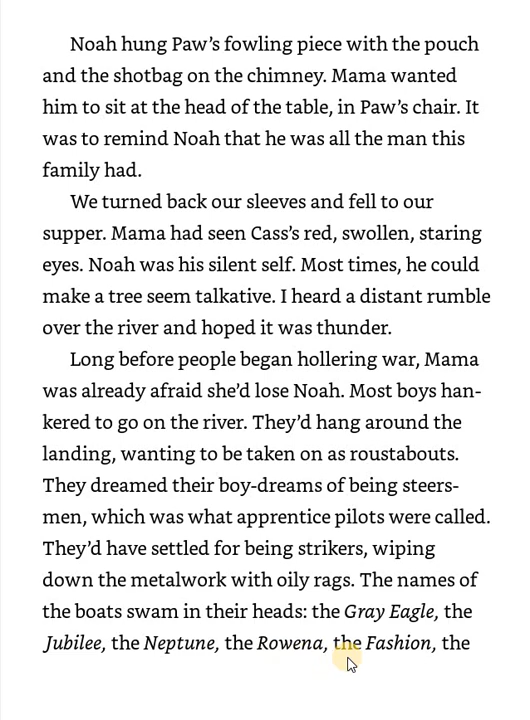 Noah hung Paw’s fowling piece with the pouch
and the shotbag on the chimney. Mama wanted
him to sit at the head of the table, in Paw’s chair. It
was to remind Noah that he was all the man this
family had.
We turned back our sleeves and fell to our
supper. Mama had seen Cass’s red, swollen, staring
eyes. Noah was his silent self. Most times, he could
make a tree seem talkative. I heard a distant rumble
over the river and hoped it was thunder.
Long before people began hollering war, Mama
was already afraid she’d lose Noah. Most boys han-
kered to go on the river. They’d hang around the
landing, wanting to be taken on as roustabouts.
They dreamed their boy-dreams of being steers-
men, which was what apprentice pilots were called.
They’d have settled for being strikers, wiping
down the metalwork with oily rags. The names of
the boats swam in their heads: the Gray Eagle, the
Jubilee, the Neptune, the Rowena, the Fashion, the